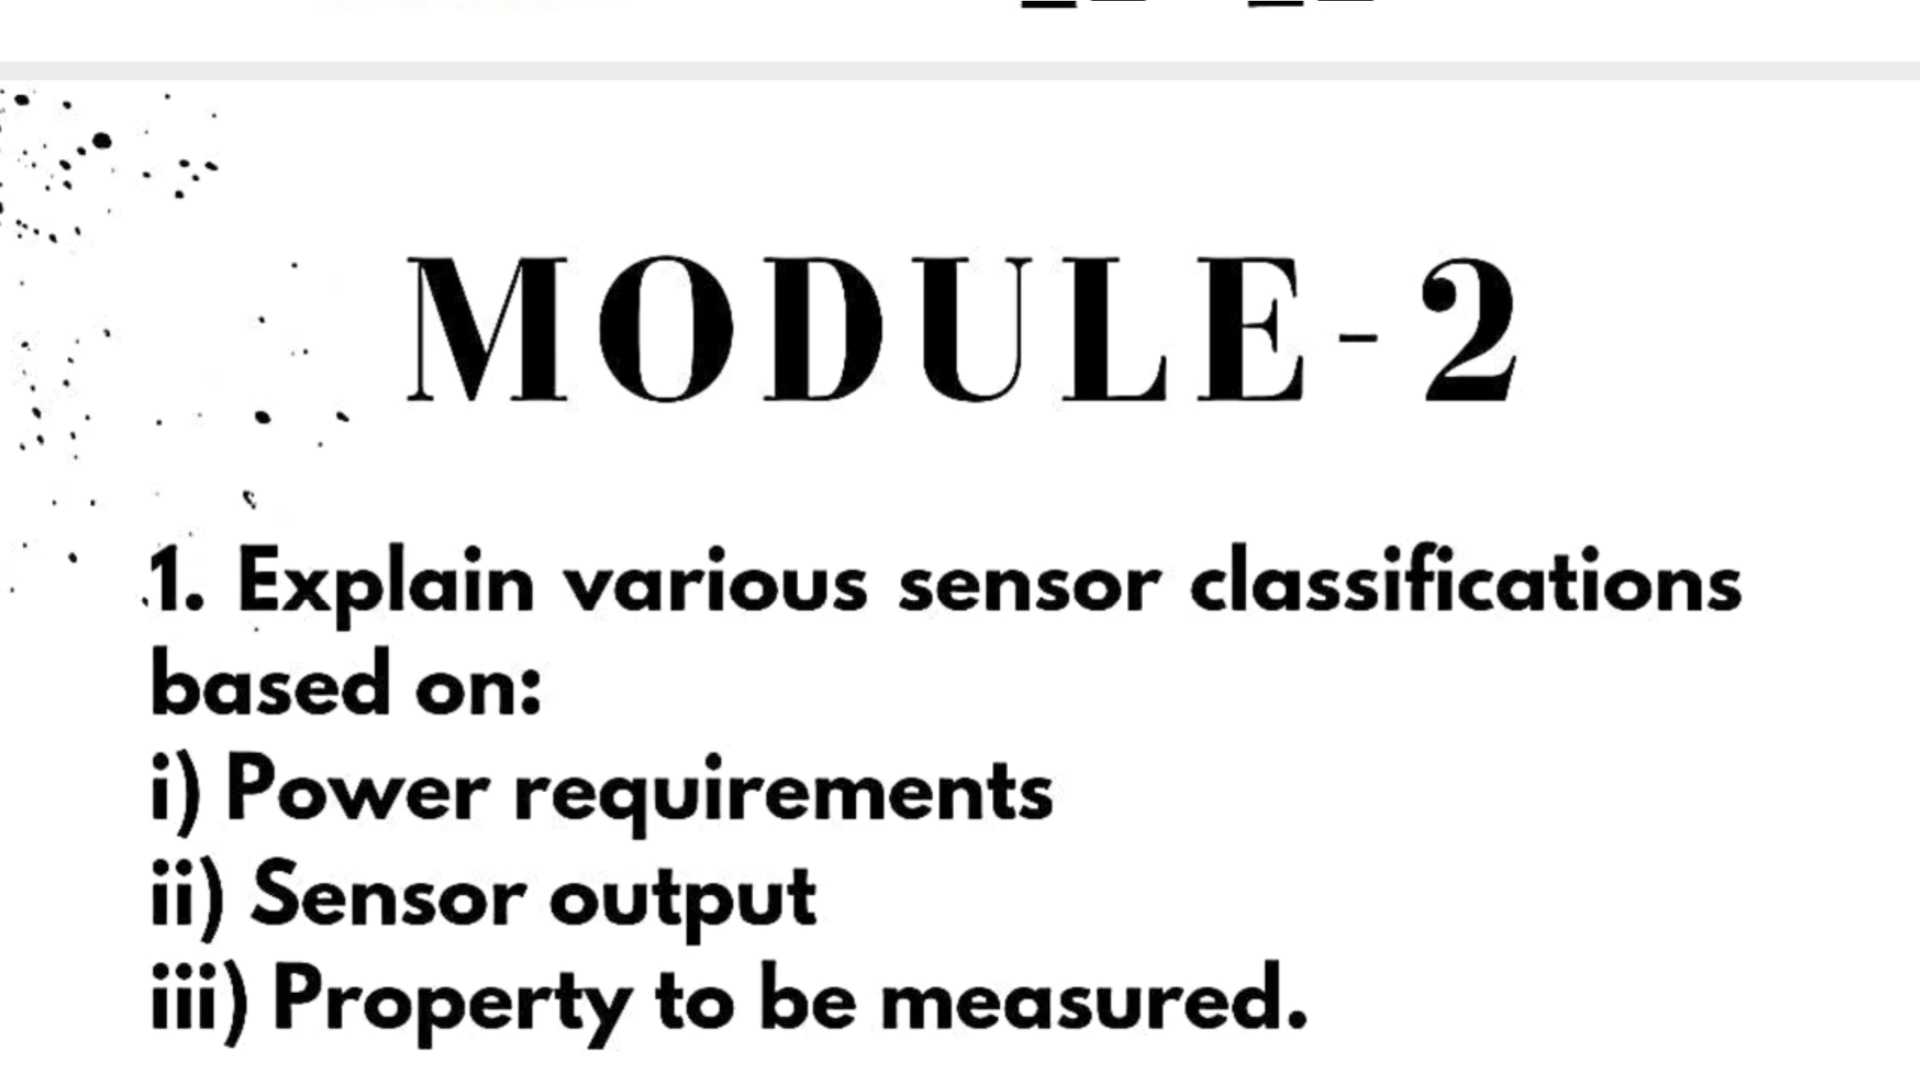 MODULE-2
1. Explain various sensor classifications
based on:
i) Power requirements
ii) Sensor output
iii) Property to be measured.